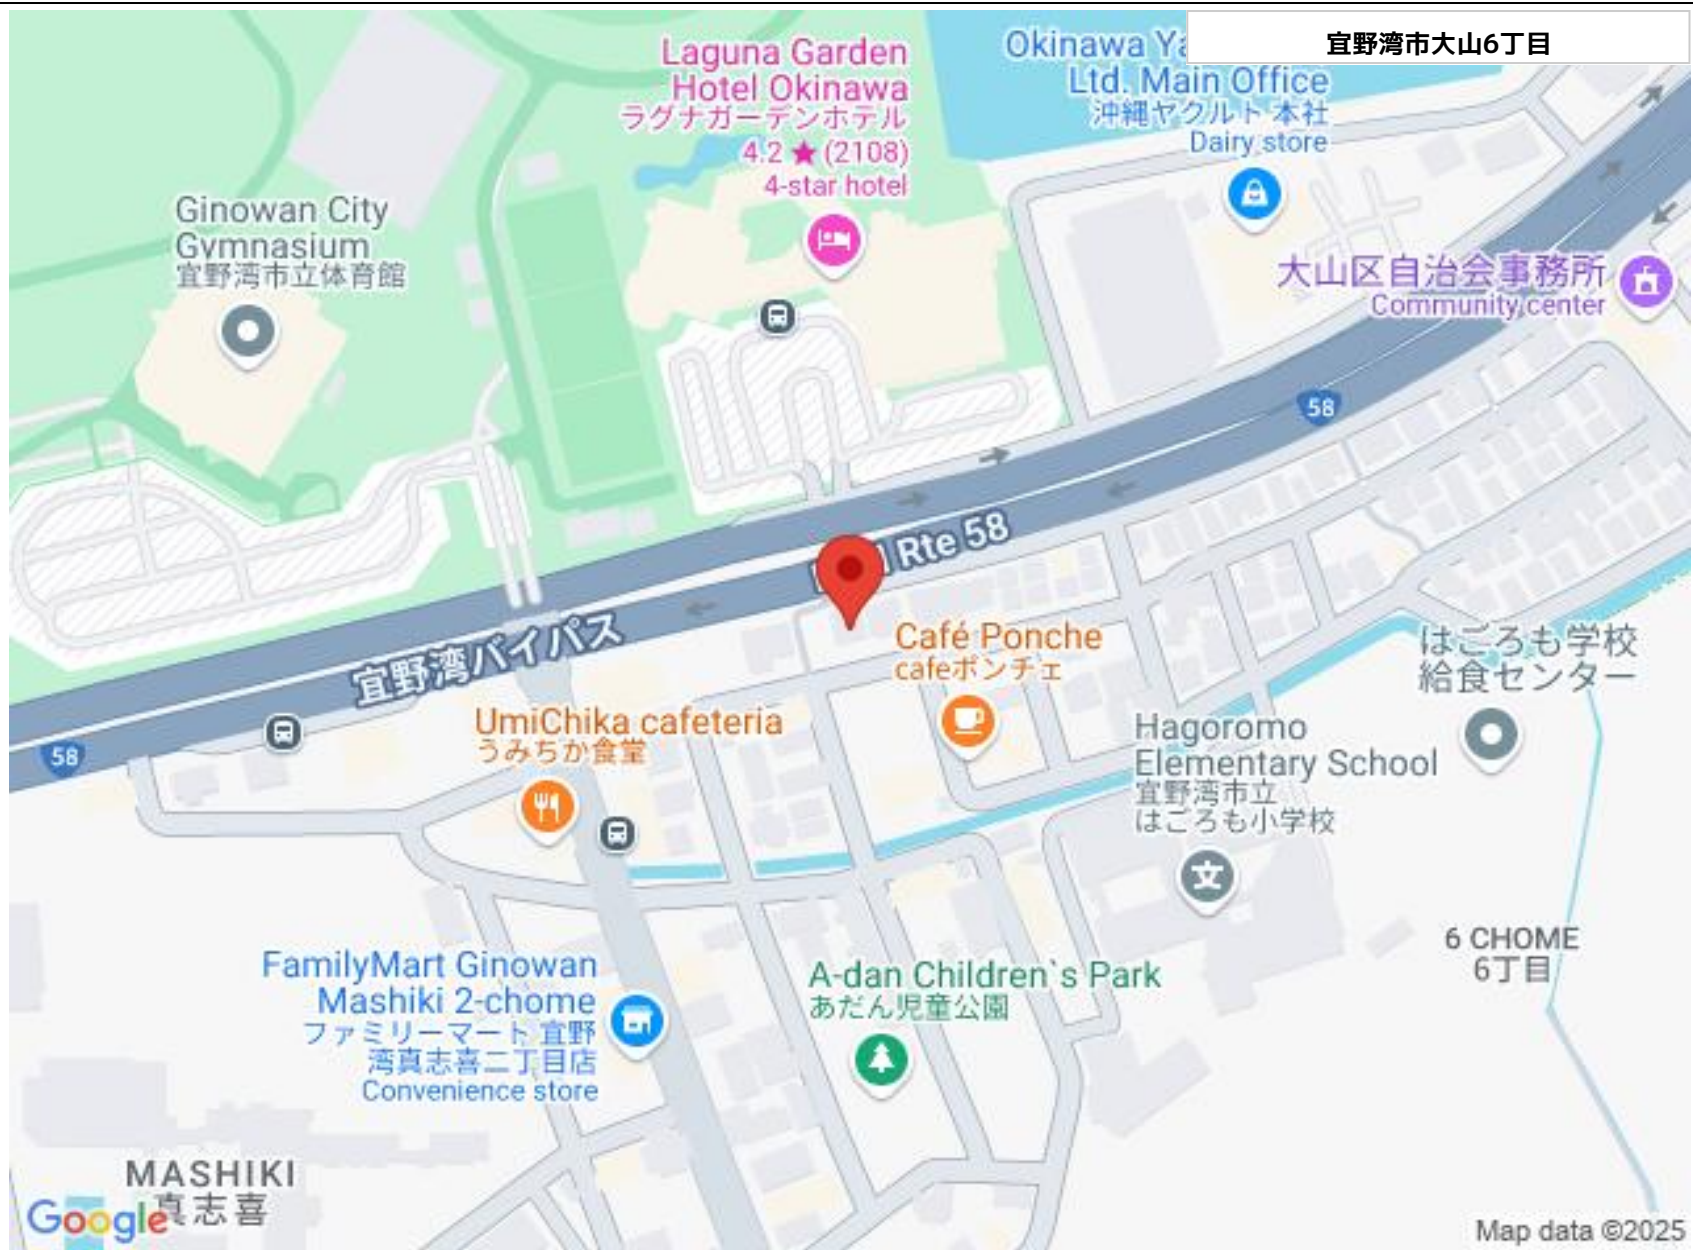 宜野湾市大山6丁目
Laguna Garden
Hotel Okinawa
ラグナガーデンホテル
4.2 ★ (2108)
4-star hotel
Okinawa
Ltd. Main Office
沖縄ヤクルト 本社
Dairy store
Ginowan City
Gymnasium
宜野湾市立体育館
大山区自治会事務所
Community center
58
Rte 58
宜野湾バイパス
Café Ponche
cafeポンチェ
はごろも学校
給食センター
UmiChika cafeteria
うみちか食堂
58
Hagoromo
Elementary School
宜野湾市立
はごろも小学校
文
6 CHOME
6丁目
FamilyMart Ginowan
Mashiki 2-chome
ファミリーマート 宜野
湾真志喜二丁目店
Convenience store
A-dan Children`s Park
あだん児童公園
MASHIKI
真志喜
Google
Map data ©2025